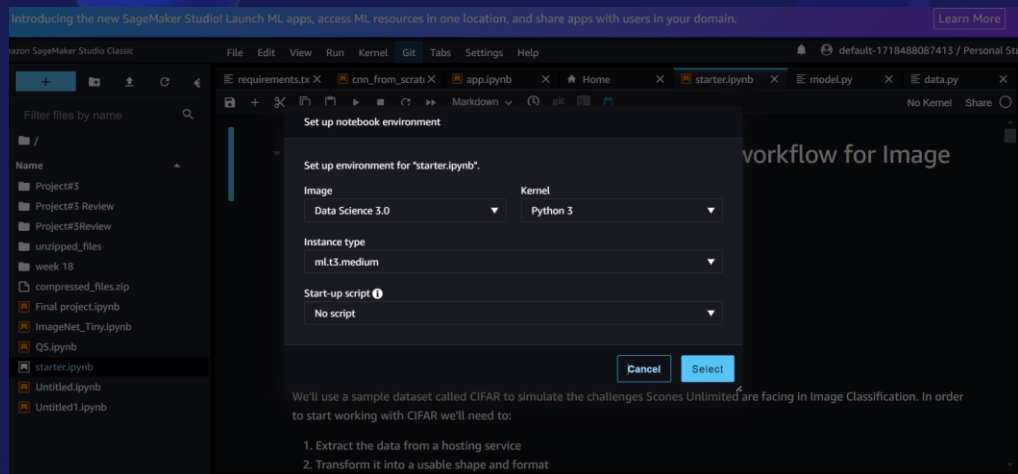 Introducing the new SageMaker Studio! Launch ML apps, access ML resources in one location, and share apps with users in your domain.
Learn More
azon SageMaker Studio Classic
File Edit View Run Kernel Git Tabs Settings Help
default-1718488087413 / Personal Stu
requirements.tx
cnn_from_scrat
app.ipynb
Home
starter.ipynb
model.py
data.py
Markdown
git
No Kernel
Share
Filter files by name
/
Name
Project#3
Project#3 Review
Project#3Review
unzipped_files
week 18
compressed_files.zip
Final project.ipynb
ImageNet_Tiny.ipynb
QS.ipynb
starter.ipynb
Untitled.ipynb
Untitled1.ipynb
Set up notebook environment
Set up environment for "starter.ipynb".
Image
Kernel
Data Science 3.0
Python 3
Instance type
ml.t3.medium
Start-up script
No script
Cancel
Select
workflow for Image
We'll use a sample dataset called CIFAR to simulate the challenges Scones Unlimited are facing in Image Classification. In order
to start working with CIFAR we'll need to:
1. Extract the data from a hosting service
2. Transform it into a usable shape and format